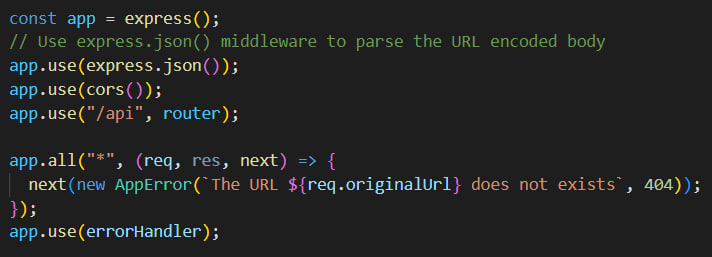 const app = express();
// Use express.json() middleware to parse the URL encoded body
app.use(express.json());
app.use(cors());
app.use("/api", router);
app.all("*", (req, res, next) => {
next(new AppError(`The URL ${req.originalUrl} does not exists`, 404));
});
app.use(errorHandler);